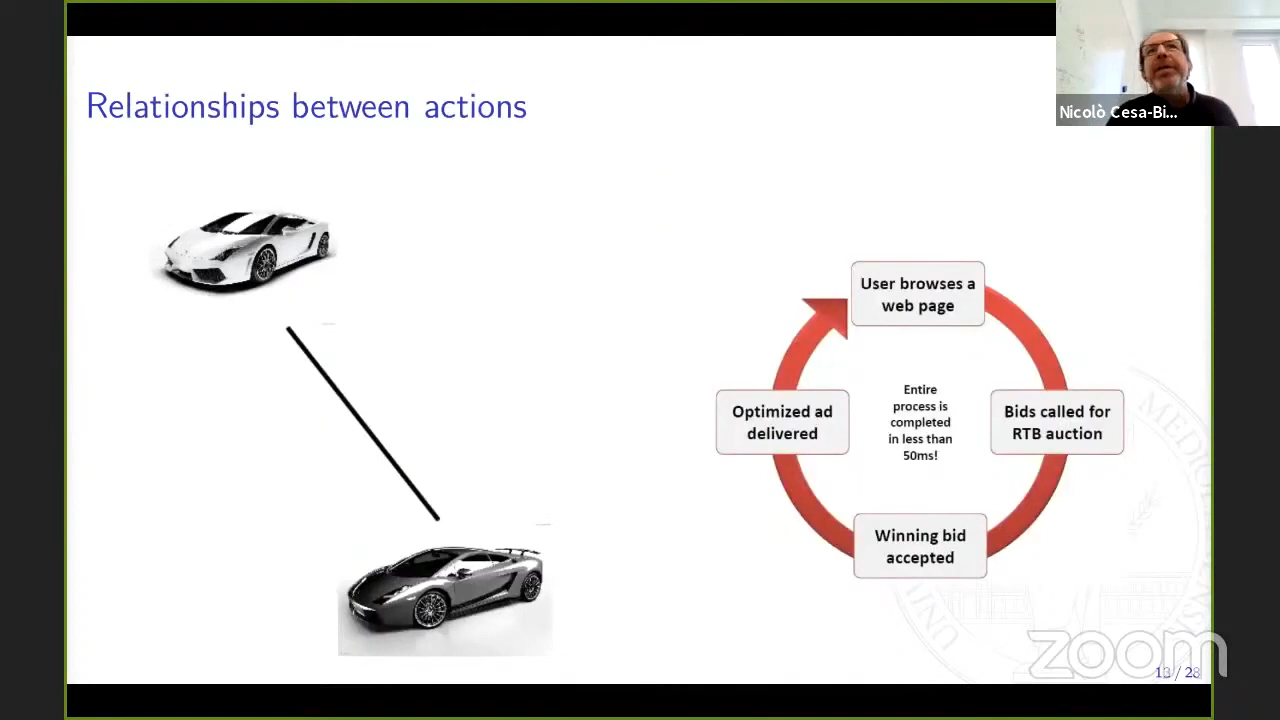 Relationships between actions
Nicolò Cesa-Bi...
User browses a
web page
Entire
process is
completed
in less than
50ms!
Optimized ad
delivered
Bids called for
RTB auction
Winning bid
accepted
zoom
13 / 28